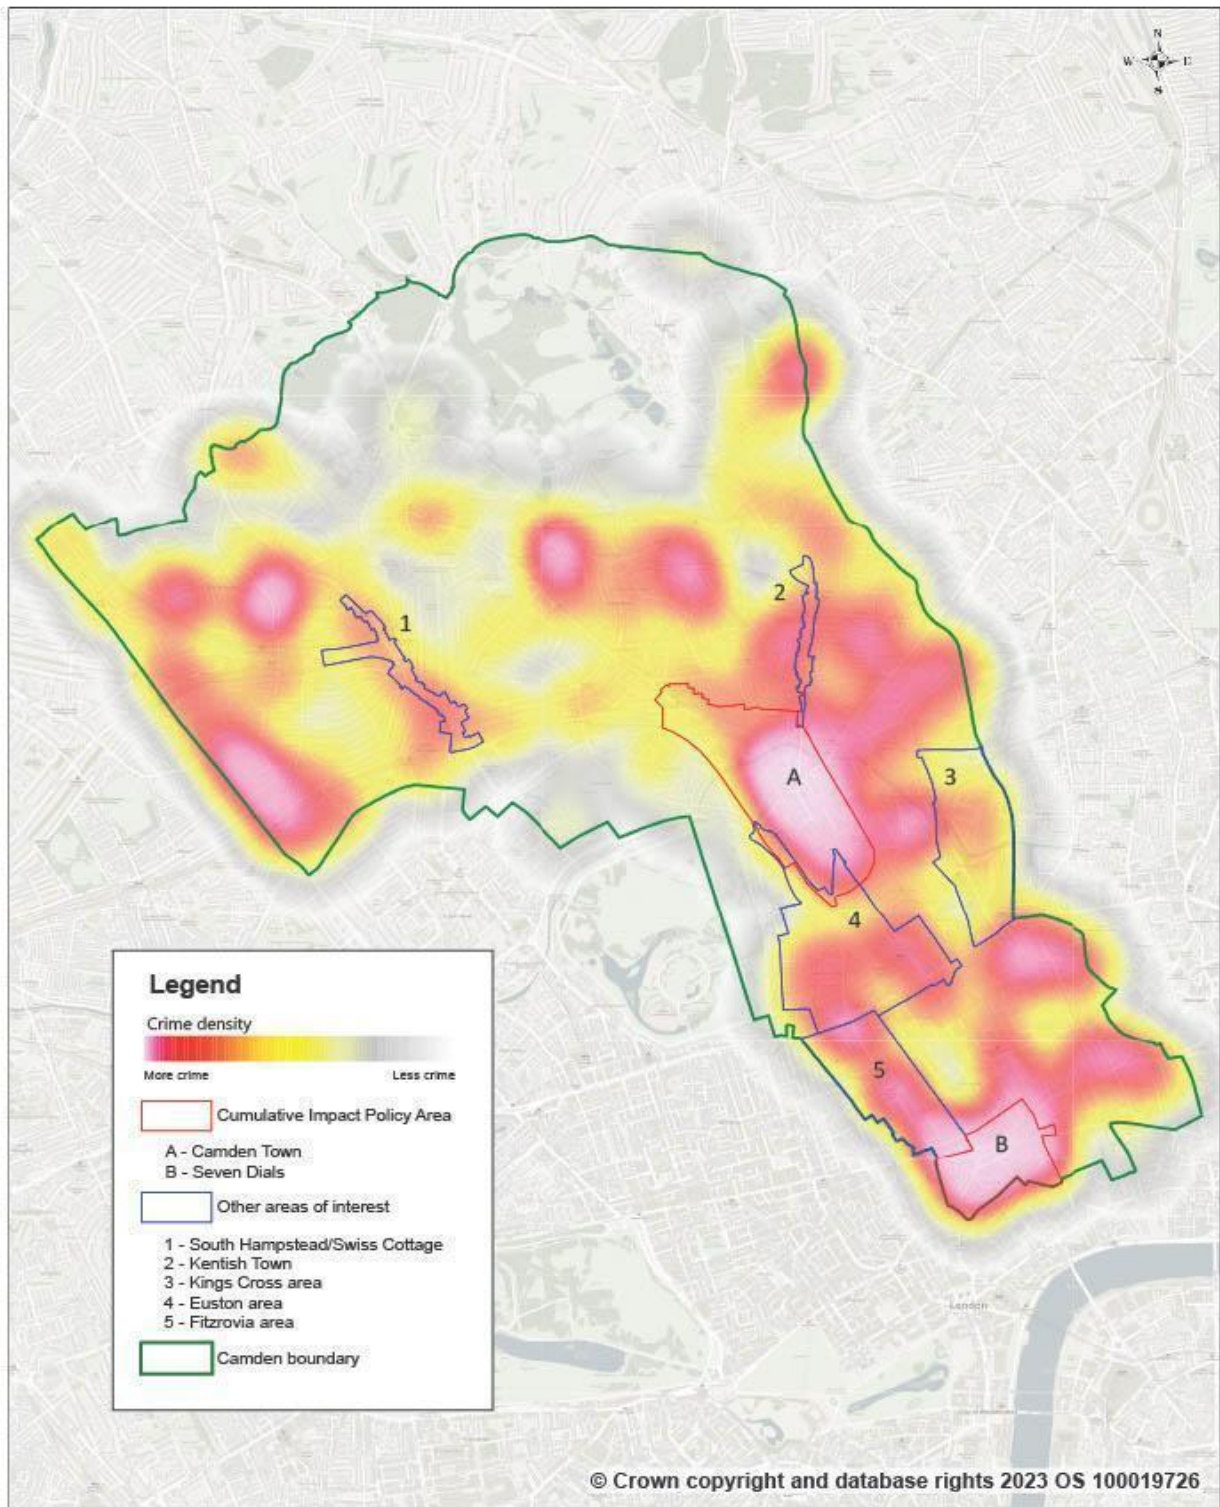 N
W
E
S
1
2
A
3
4
5
B
Legend
Crime density
More crime
Less crime
Cumulative Impact Policy Area
A - Camden Town
B - Seven Dials
Other areas of interest
1 - South Hampstead/Swiss Cottage
2 - Kentish Town
3 - Kings Cross area
4 - Euston area
5 - Fitzrovia area
Camden boundary
London
© Crown copyright and database rights 2023 OS 100019726